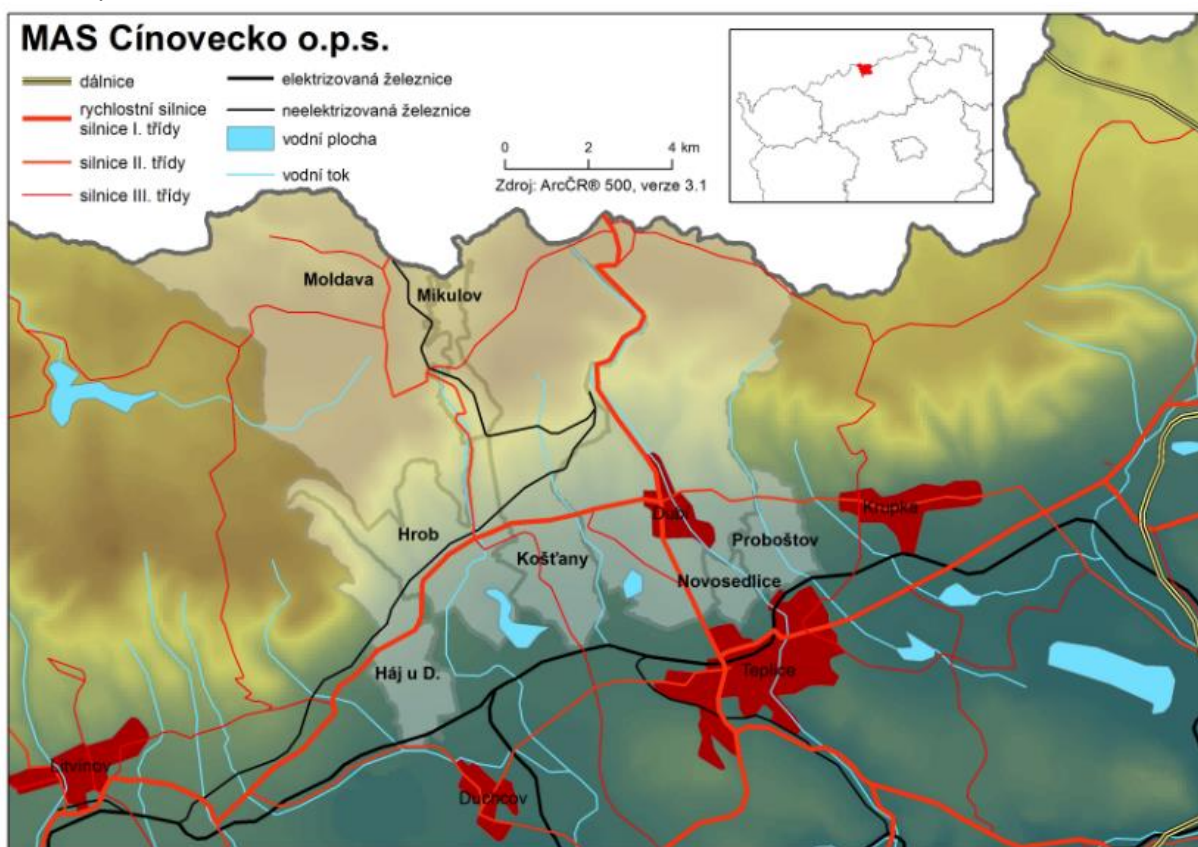 MAS Cínovecko o.p.s.
dálnice
rychlostní silnice
silnice I. třídy
silnice II. třídy
silnice III. třídy
elektrizovaná železnice
neelektrizovaná železnice
vodní plocha
vodní tok
0 2 4 km
Zdroj: ArcČR® 500, verze 3.1
Moldava
Mikulov
Hrob
Košťany
Dubí
Krupka
Proboštov
Novosedlice
Háj u D.
Teplice
Litvínov
Duchcov